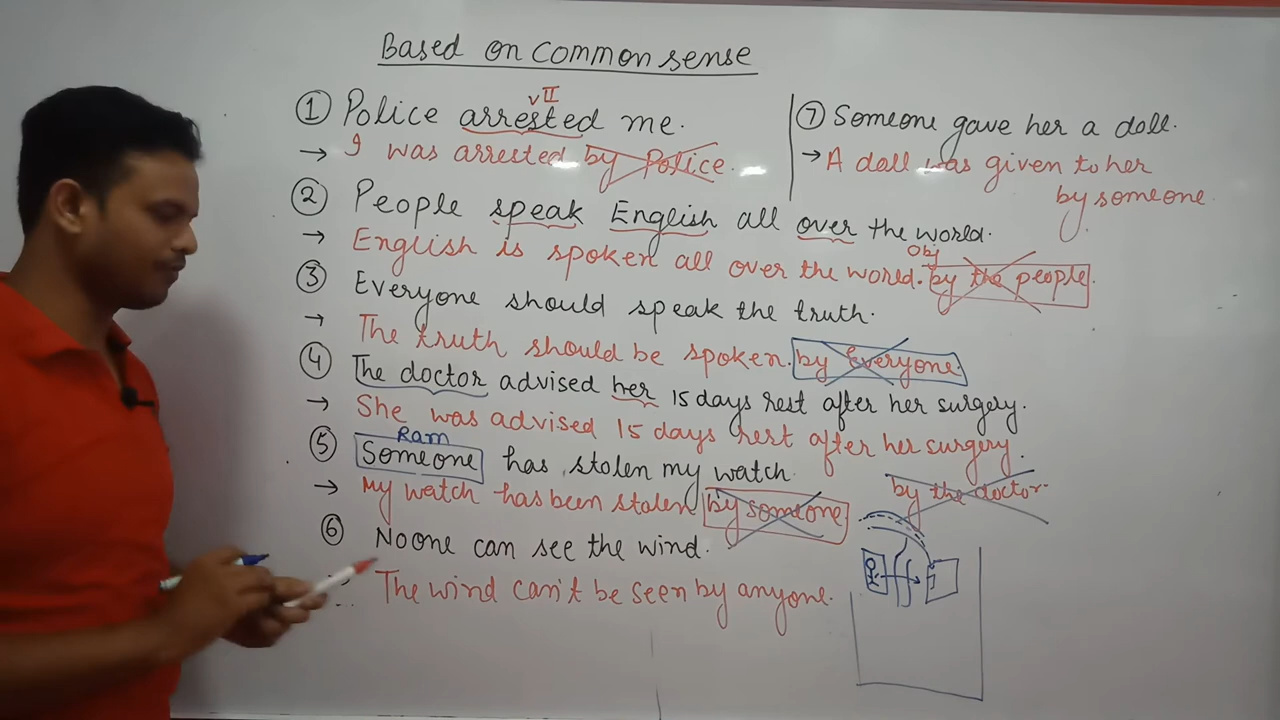 Based on Common sense
① Police arrested me.
V II
→ I was arrested by Police.
② People speak English all over the world.
→ English is spoken all over the world. by the people.
Obj
③ Everyone should speak the truth.
→ The truth should be spoken. by Everyone.
④ The doctor advised her 15 days rest after her surgery.
→ She was advised 15 days rest after her surgery.
by the doctor.
Ram
⑤ Someone has stolen my watch.
→ My watch has been stolen by someone
⑥ Noone can see the wind.
The wind can't be seen by anyone.
⑦ Someone gave her a doll.
→ A doll was given to her
by someone